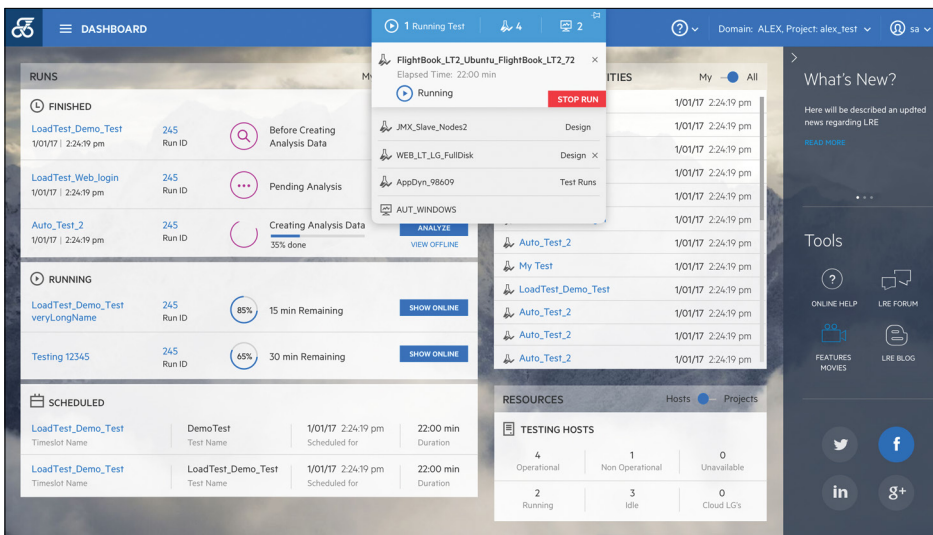 DASHBOARD
1 Running Test
4
2
?
Domain: ALEX, Project: alex_test
sa
RUNS
My
FINISHED
LoadTest_Demo_Test
1/01/17 | 2:24:19 pm
245
Run ID
Before Creating
Analysis Data
LoadTest_Web_login
1/01/17 | 2:24:19 pm
245
Run ID
Pending Analysis
Auto_Test_2
1/01/17 | 2:24:19 pm
245
Run ID
Creating Analysis Data
35% done
ANALYZE
VIEW OFFLINE
RUNNING
LoadTest_Demo_Test
veryLongName
245
Run ID
85%
15 min Remaining
SHOW ONLINE
Testing 12345
245
Run ID
65%
30 min Remaining
SHOW ONLINE
SCHEDULED
LoadTest_Demo_Test
Timeslot Name
DemoTest
Test Name
1/01/17 2:24:19 pm
Scheduled for
22:00 min
Duration
LoadTest_Demo_Test
Timeslot Name
LoadTest_Demo_Test
Test Name
1/01/17 2:24:19 pm
Scheduled for
22:00 min
Duration
FlightBook_LT2_Ubuntu_FlightBook_LT2_72
Elapsed Time: 22:00 min
Running
STOP RUN
JMX_Slave_Nodes2 Design
WEB_LT_LG_FullDisk Design
AppDyn_98609 Test Runs
AUT_WINDOWS
ITIES
My All
1/01/17 2:24:19 pm
1/01/17 2:24:19 pm
1/01/17 2:24:19 pm
1/01/17 2:24:19 pm
1/01/17 2:24:19 pm
1/01/17 2:24:19 pm
Auto_Test_2 1/01/17 2:24:19 pm
My Test 1/01/17 2:24:19 pm
LoadTest_Demo_Test 1/01/17 2:24:19 pm
Auto_Test_2 1/01/17 2:24:19 pm
Auto_Test_2 1/01/17 2:24:19 pm
Auto_Test_2 1/01/17 2:24:19 pm
RESOURCES
Hosts Projects
TESTING HOSTS
4
Operational
1
Non Operational
0
Unavailable
2
Running
3
Idle
0
Cloud LG's
What's New?
Here will be described an updted
news regarding LRE
READ MORE
Tools
?
ONLINE HELP
LRE FORUM
FEATURES
MOVIES
LRE BLOG
f
in
g+